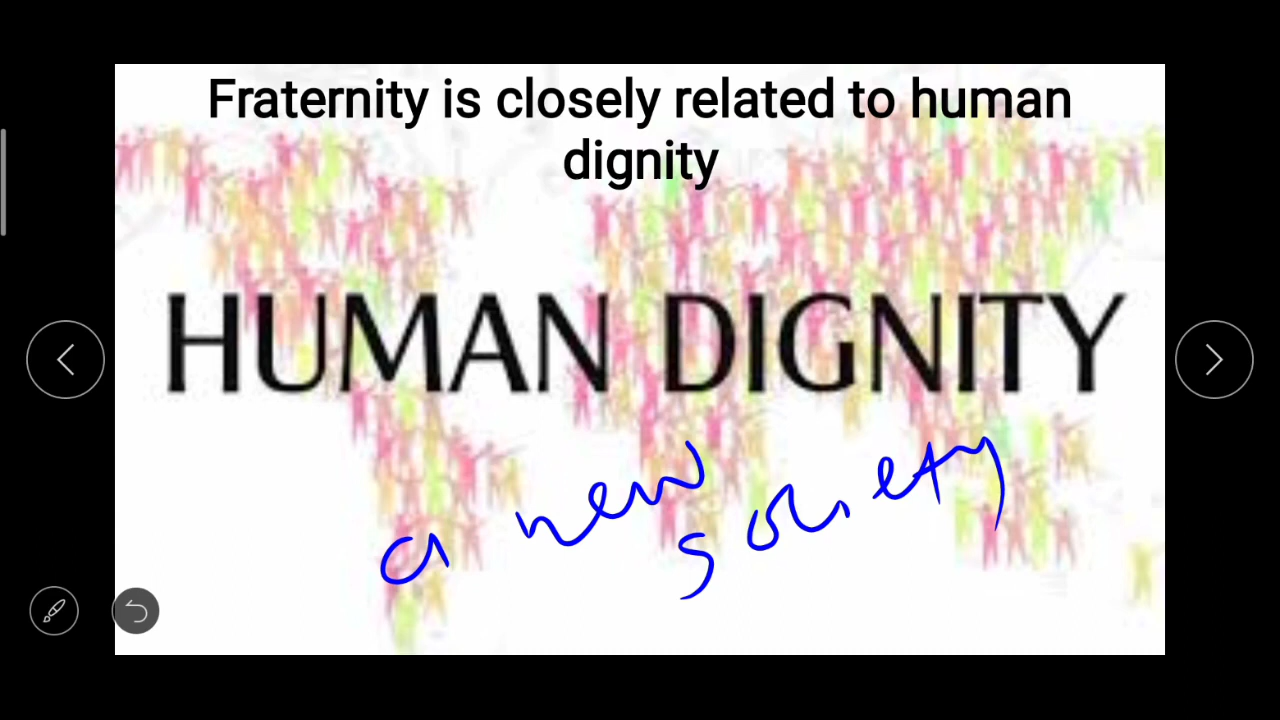 Fraternity is closely related to human
dignity
HUMAN DIGNITY
a new society